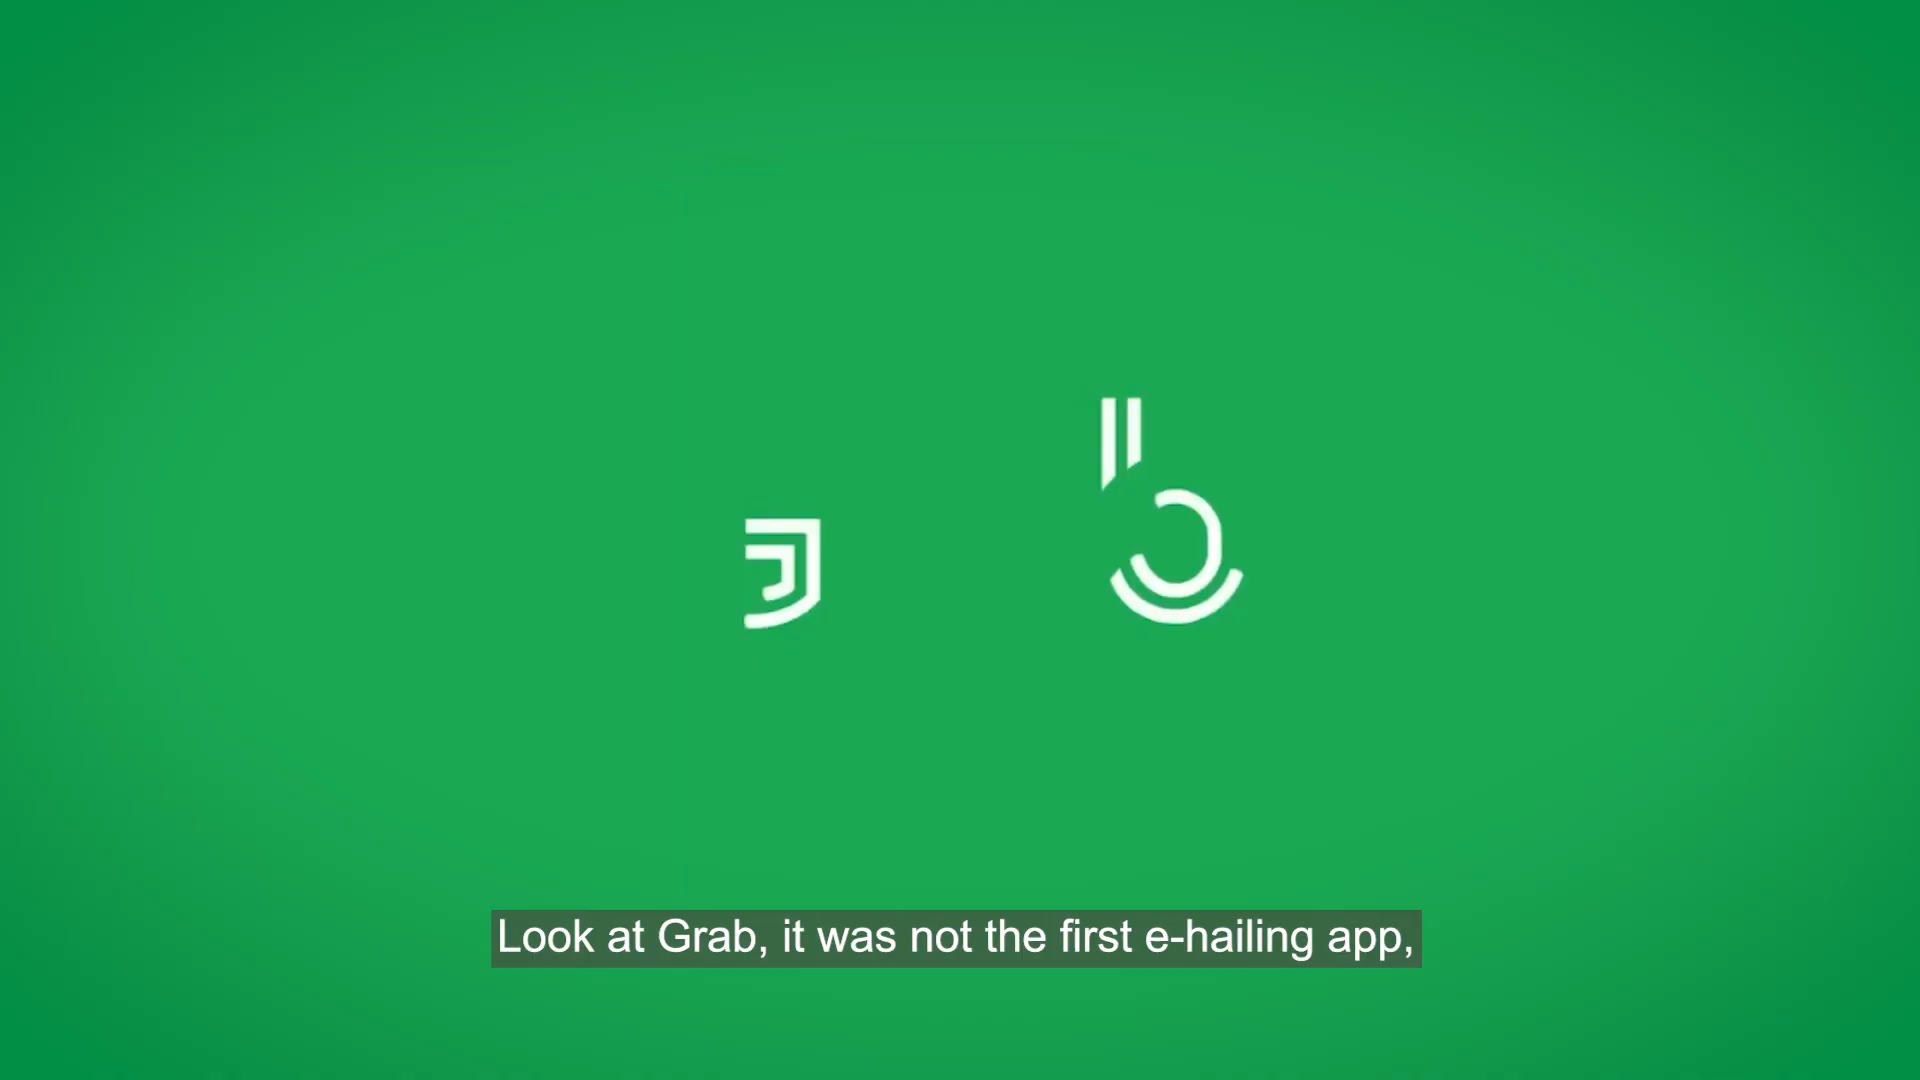 Look at Grab, it was not the first e-hailing app,